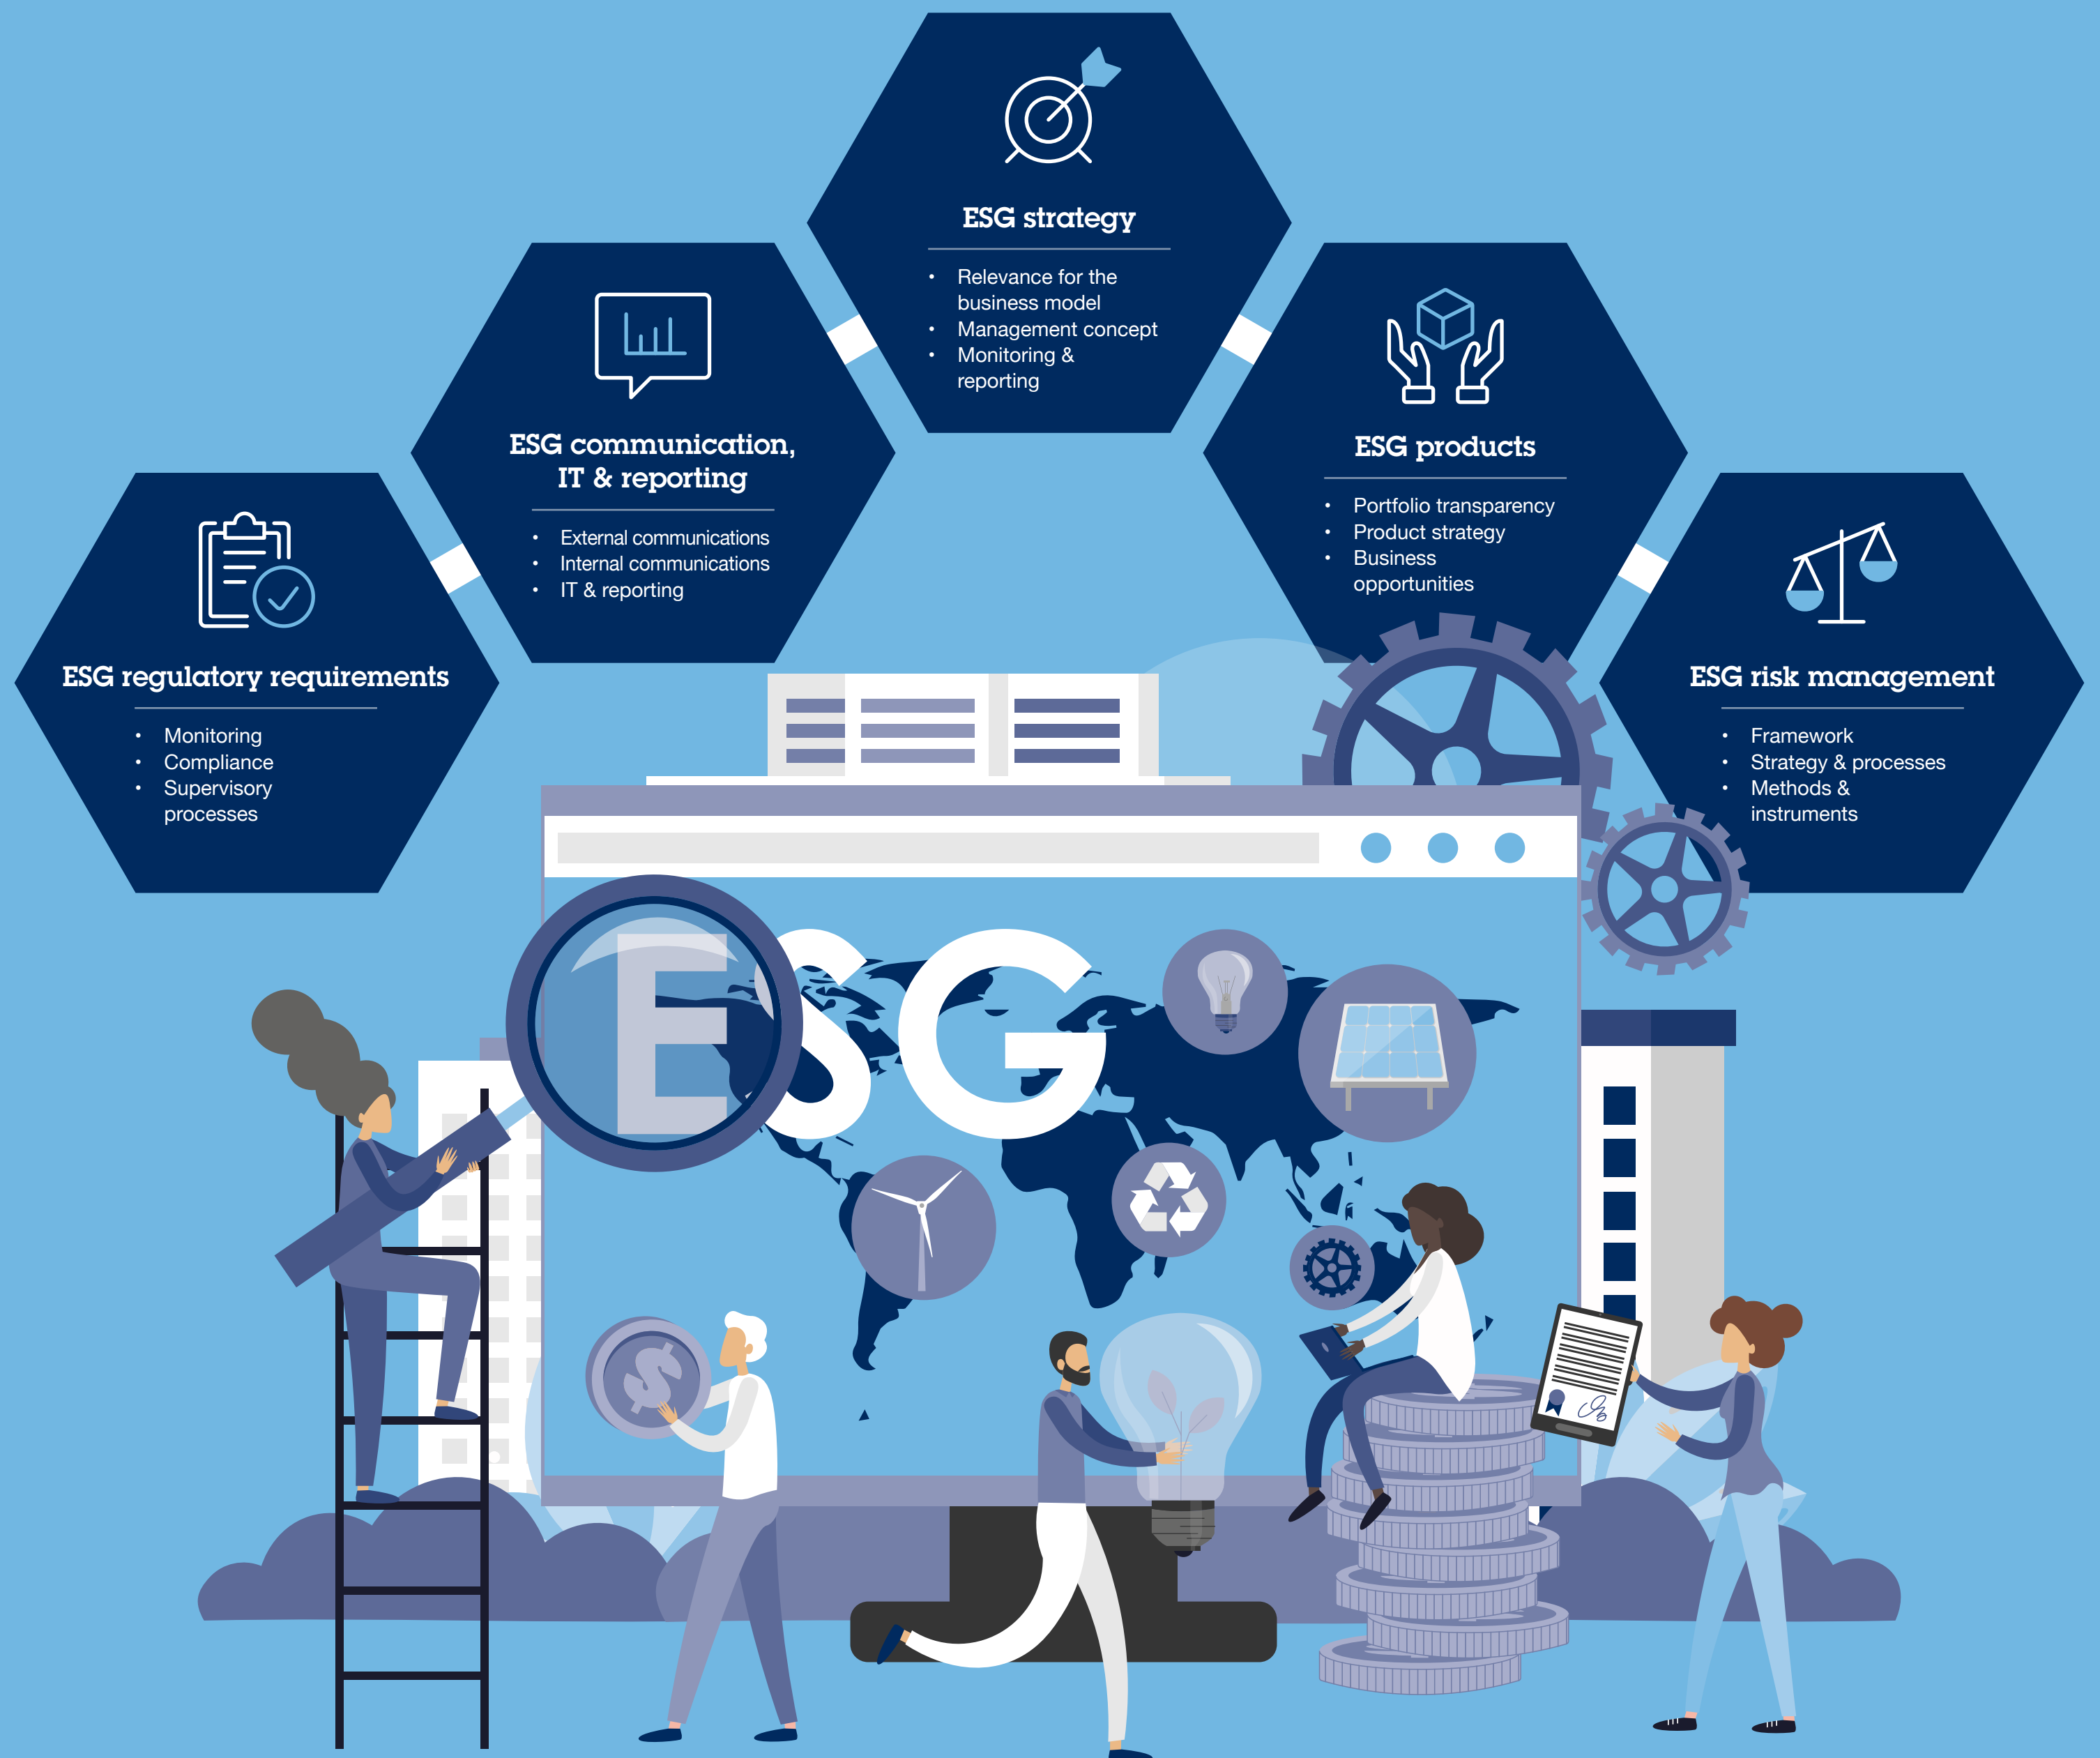 ESG strategy
• Relevance for the
business model
• Management concept
• Monitoring &
reporting
ESG communication,
IT & reporting
• External communications
• Internal communications
• IT & reporting
ESG products
• Portfolio transparency
• Product strategy
• Business
opportunities
ESG regulatory requirements
• Monitoring
• Compliance
• Supervisory
processes
ESG risk management
• Framework
• Strategy & processes
• Methods &
instruments
ESG
$